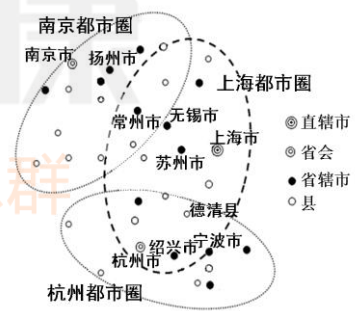 南京都市圈
南京市
扬州市
上海都市圈
常州市
无锡市
上海市
苏州市
直辖市
省会
省辖市
县
群
德清县
绍兴市
宁波市
杭州市
杭州都市圈